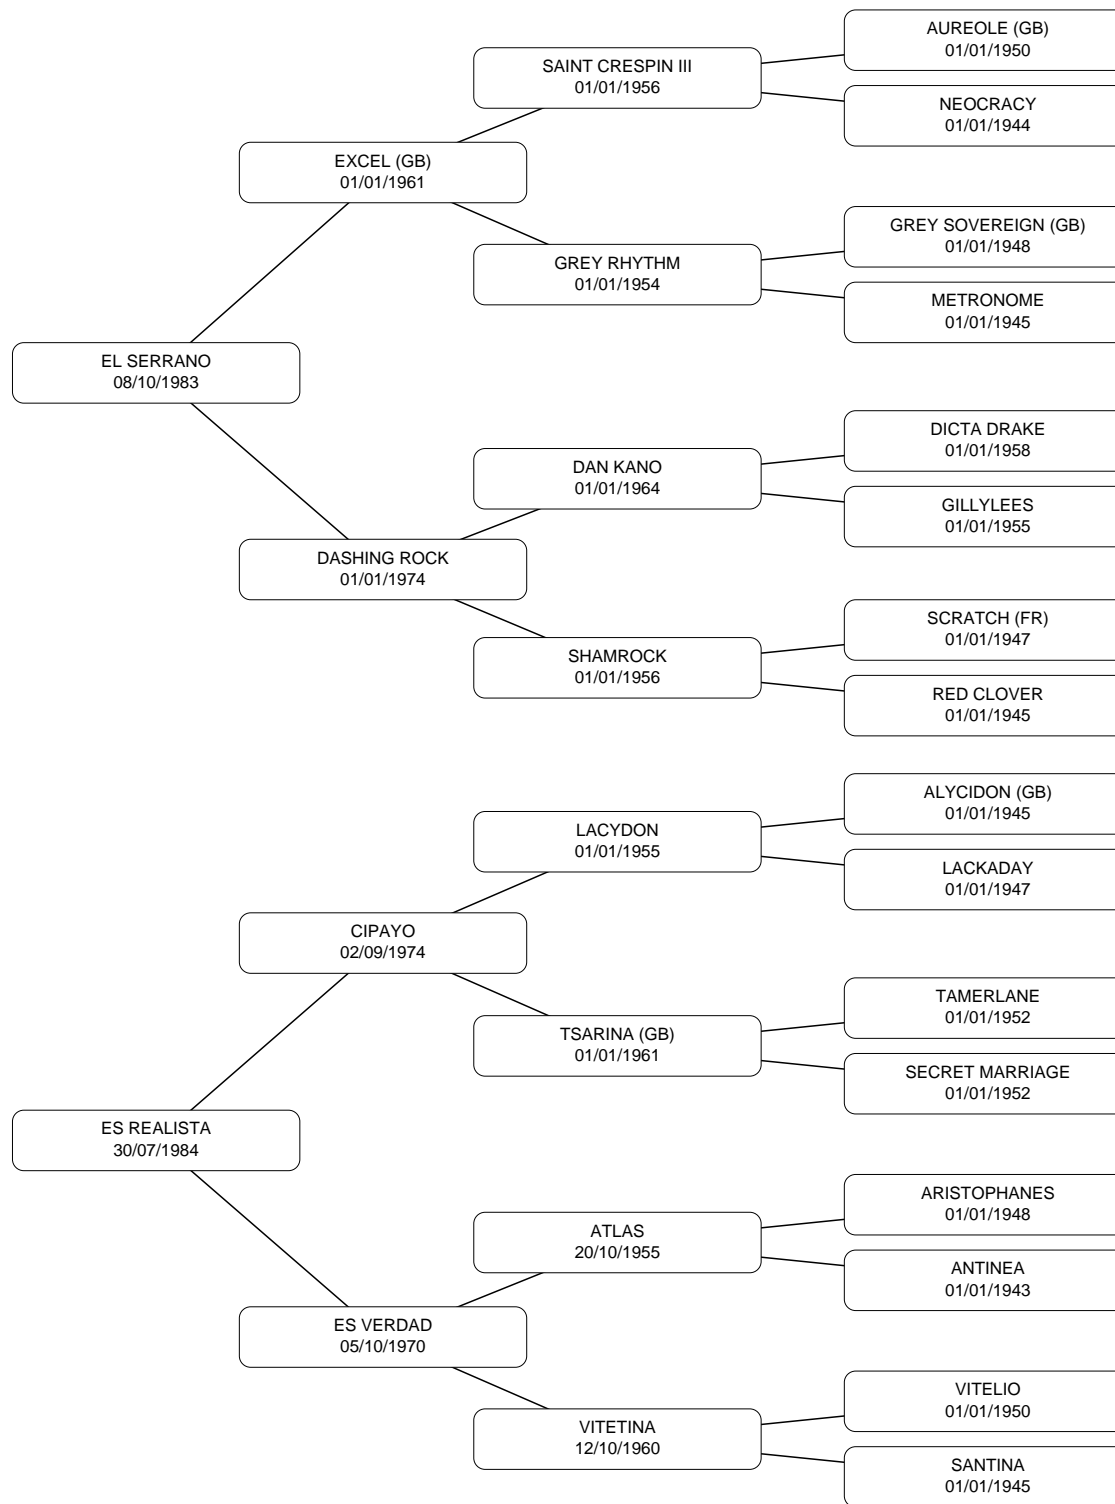 AUREOLE (GB)
01/01/1950
SAINT CRESPIN III
01/01/1956
NEOCRACY
01/01/1944
EXCEL (GB)
01/01/1961
GREY SOVEREIGN (GB)
01/01/1948
GREY RHYTHM
01/01/1954
METRONOME
01/01/1945
EL SERRANO
08/10/1983
DICTA DRAKE
01/01/1958
DAN KANO
01/01/1964
GILLYLEES
01/01/1955
DASHING ROCK
01/01/1974
SCRATCH (FR)
01/01/1947
SHAMROCK
01/01/1956
RED CLOVER
01/01/1945
ALYCIDON (GB)
01/01/1945
LACYDON
01/01/1955
LACKADAY
01/01/1947
CIPAYO
02/09/1974
TAMERLANE
01/01/1952
TSARINA (GB)
01/01/1961
SECRET MARRIAGE
01/01/1952
ES REALISTA
30/07/1984
ARISTOPHANES
01/01/1948
ATLAS
20/10/1955
ANTINEA
01/01/1943
ES VERDAD
05/10/1970
VITELIO
01/01/1950
VITETINA
12/10/1960
SANTINA
01/01/1945